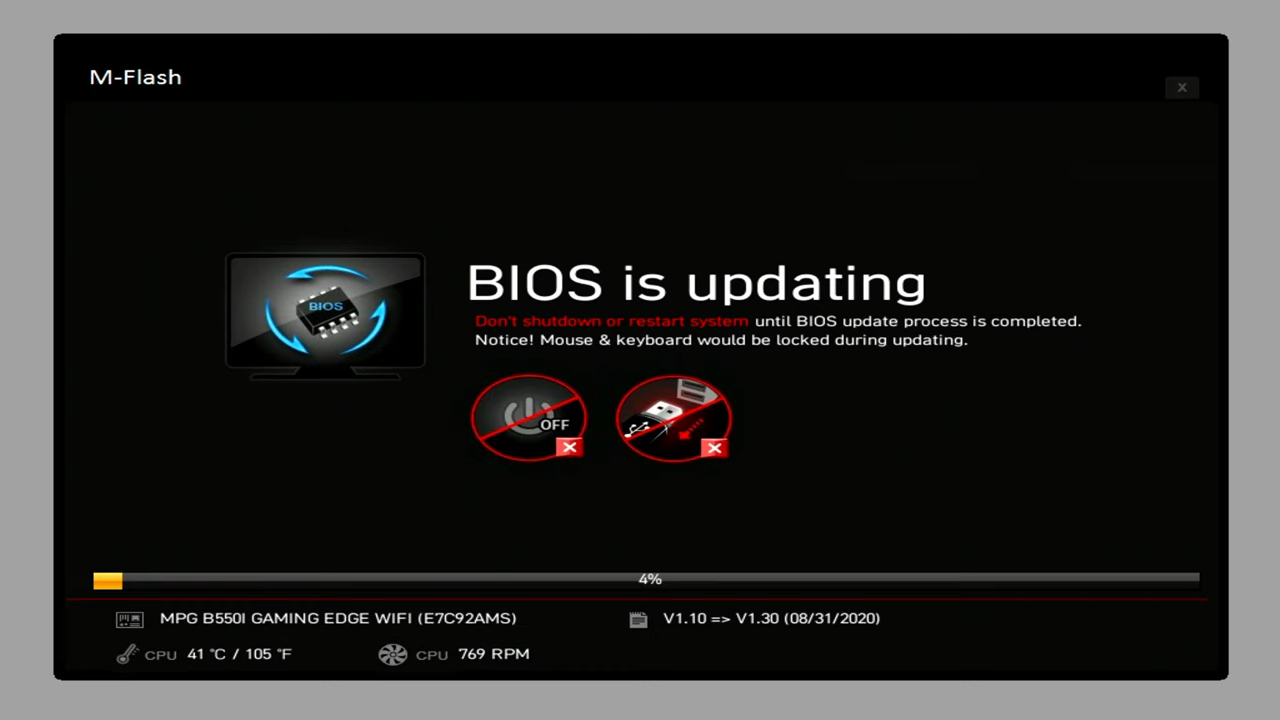 M-Flash
X
BIOS is updating
Don't shutdown or restart system until BIOS update process is completed.
Notice! Mouse & keyboard would be locked during updating.
BIOS
OFF
4%
MPG B550I GAMING EDGE WIFI (E7C92AMS)
V1.10 => V1.30 (08/31/2020)
CPU 41 °C / 105 °F
CPU 769 RPM